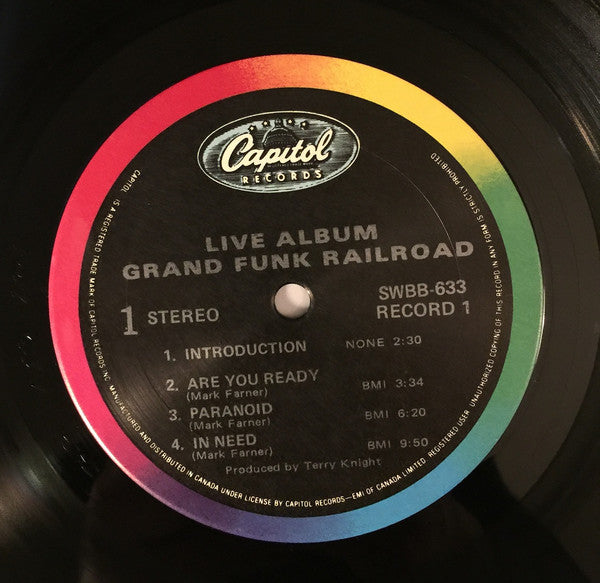 Capitol
RECORDS
LIVE ALBUM
GRAND FUNK RAILROAD
1 STEREO
SWBB-633
RECORD 1
1. INTRODUCTION NONE 2:30
2. ARE YOU READY BMI 3:34
(Mark Farner)
3. PARANOID BMI 6:20
(Mark Farner)
4. IN NEED BMI 9:50
(Mark Farner)
Produced by Terry Knight
CAPITOL IS A REGISTERED TRADE MARK OF CAPITOL RECORDS INC. MANUFACTURED AND DISTRIBUTED IN CANADA UNDER LICENSE BY CAPITOL RECORDS—EMI OF CANADA LIMITED. REGISTERED USER. UNAUTHORIZED COPYING OF THIS RECORD IN ANY FORM IS STRICTLY PROHIBITED